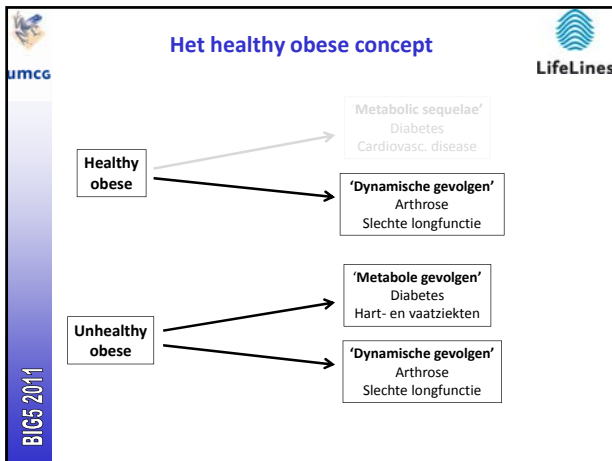 Het healthy obese concept
umcg
LifeLines
'Metabolic sequelae'
Diabetes
Cardiovasc. disease
Healthy
obese
'Dynamische gevolgen'
Arthrose
Slechte longfunctie
'Metabole gevolgen'
Diabetes
Hart- en vaatziekten
Unhealthy
obese
'Dynamische gevolgen'
Arthrose
Slechte longfunctie
BIG5 2011